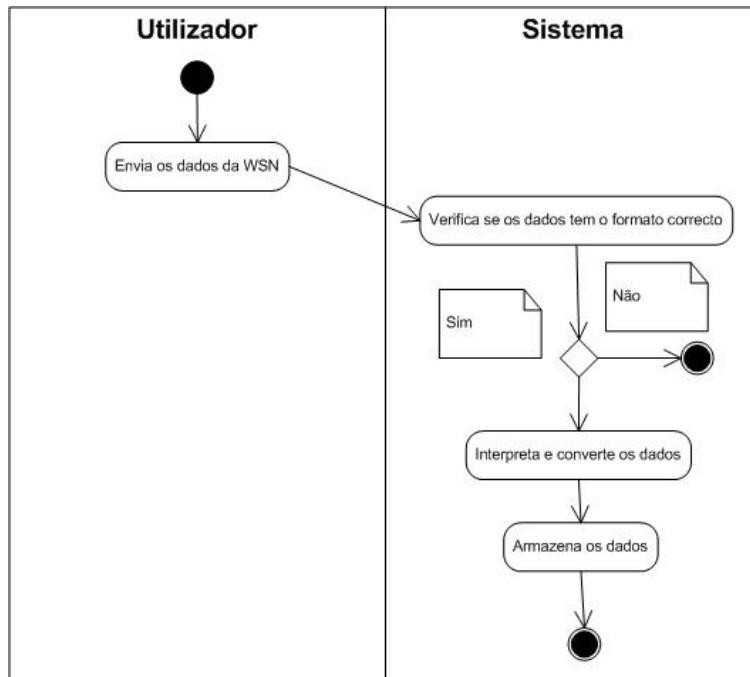 Utilizador
Sistema
Envia os dados da WSN
Verifica se os dados tem o formato correcto
Não
Sim
Interpreta e converte os dados
Armazena os dados